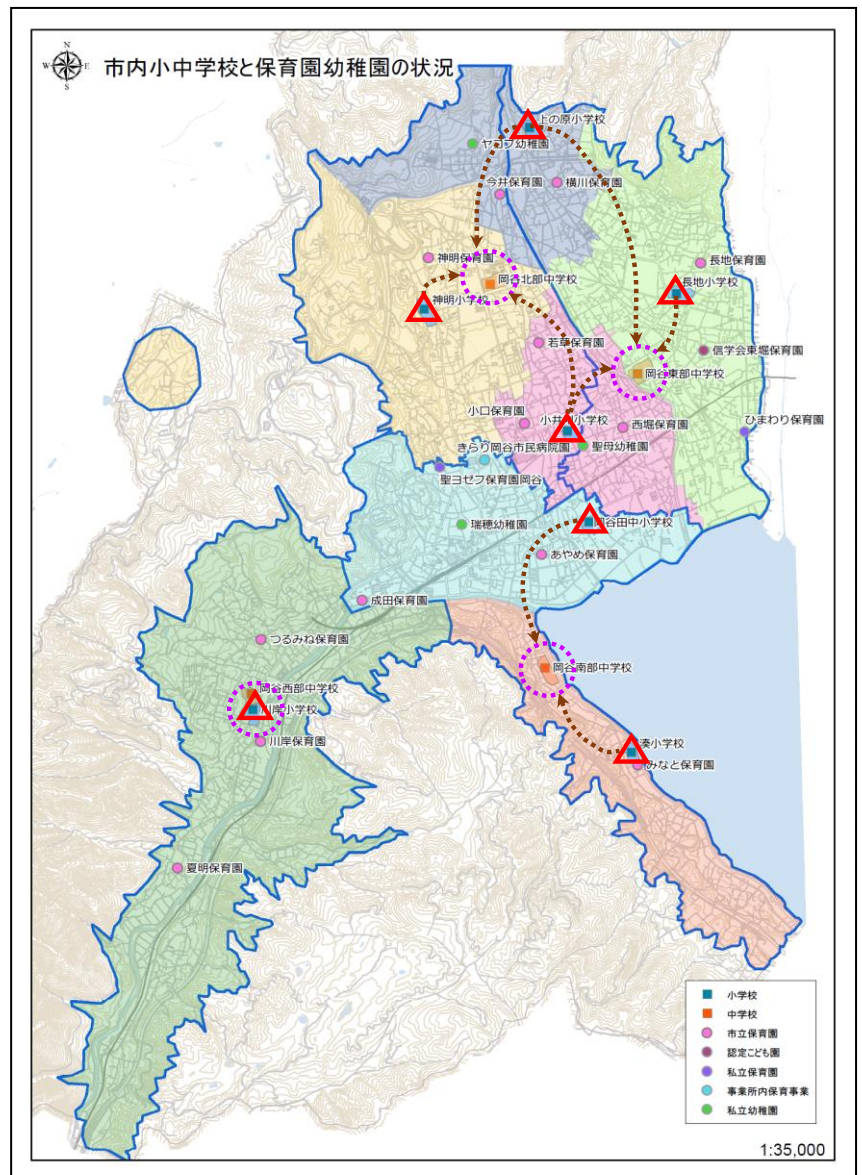 N
W E
S
市内小中学校と保育園幼稚園の状況
上の原小学校
ヤコブ幼稚園
今井保育園
横川保育園
神明保育園
長地保育園
岡谷北部中学校
長地小学校
神明小学校
若草保育園
信学会東堀保育園
岡谷東部中学校
小口保育園
小井川小学校
西堀保育園
ひまわり保育園
きらり岡谷市民病院園
聖母幼稚園
聖ヨゼフ保育園岡谷
瑞穂幼稚園
岡谷田中小学校
あやめ保育園
成田保育園
つるみね保育園
岡谷南部中学校
岡谷西部中学校
川岸小学校
川岸保育園
湊小学校
みなと保育園
夏明保育園
小学校
中学校
市立保育園
認定こども園
私立保育園
事業所内保育事業
私立幼稚園
1:35,000